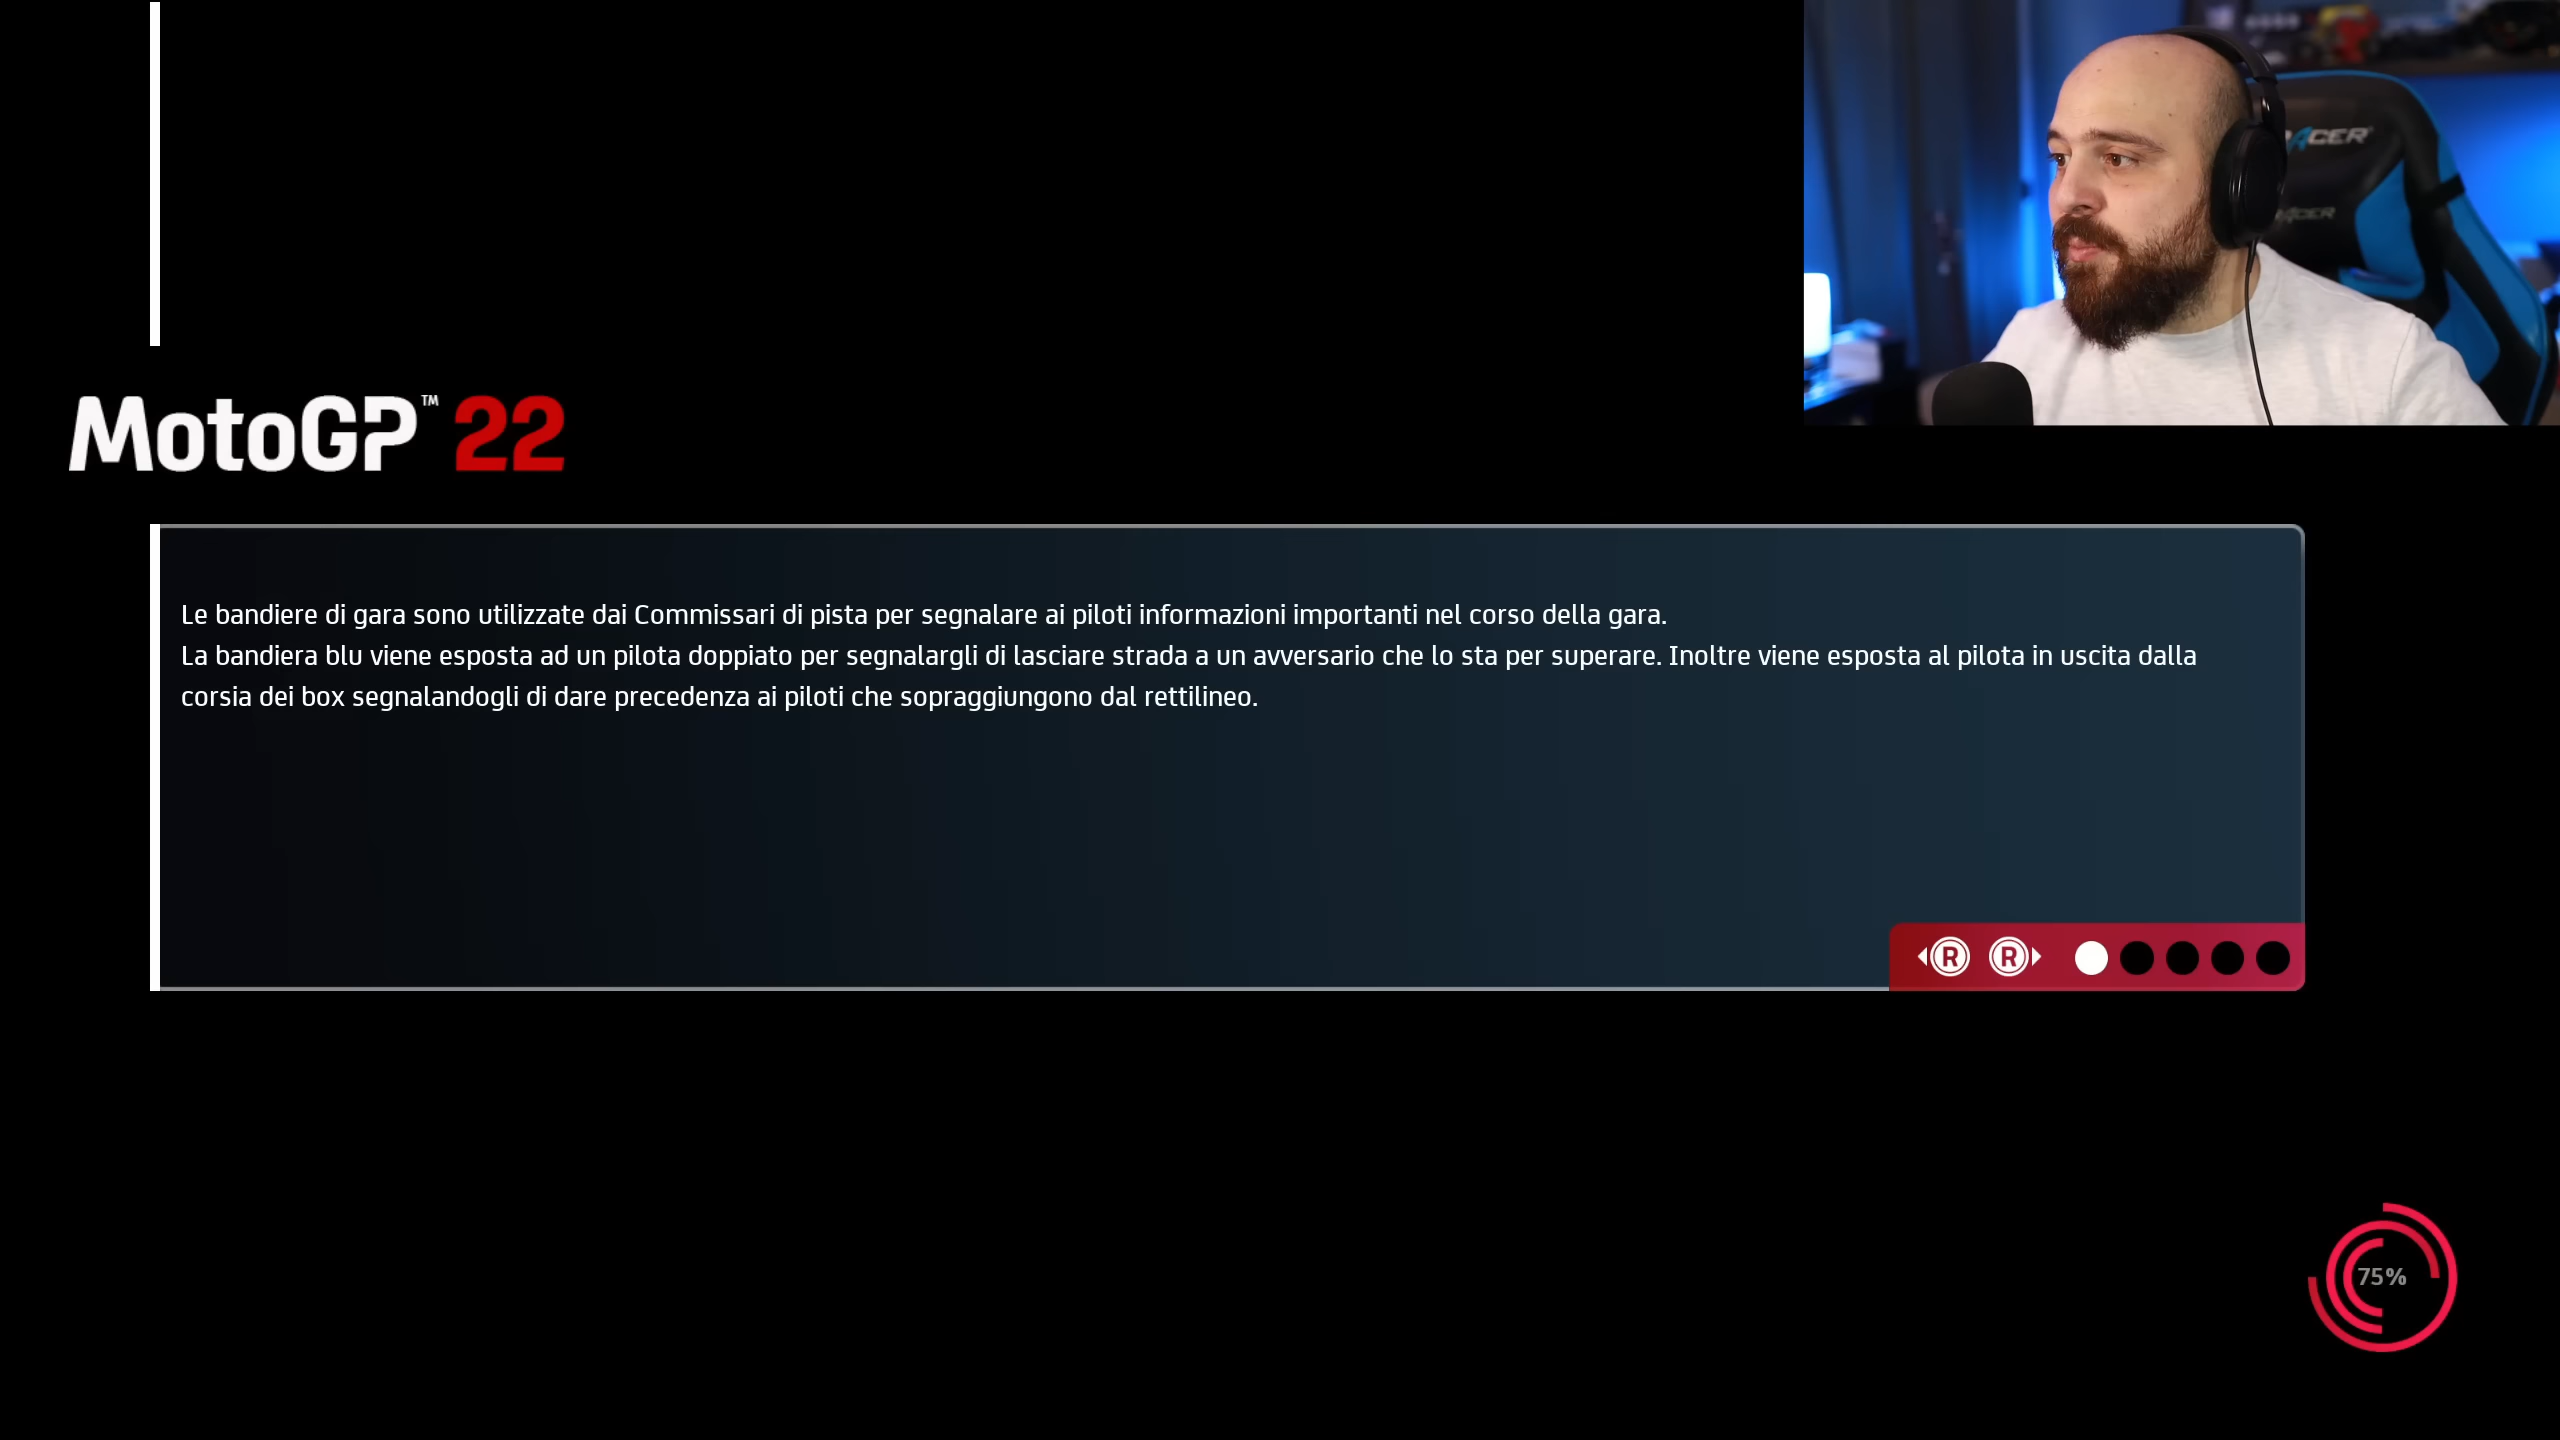 ACER
ACER
MotoGP™ 22
Le bandiere di gara sono utilizzate dai Commissari di pista per segnalare ai piloti informazioni importanti nel corso della gara.
La bandiera blu viene esposta ad un pilota doppiato per segnalargli di lasciare strada a un avversario che lo sta per superare. Inoltre viene esposta al pilota in uscita dalla
corsia dei box segnalandogli di dare precedenza ai piloti che sopraggiungono dal rettilineo.
R R
75%